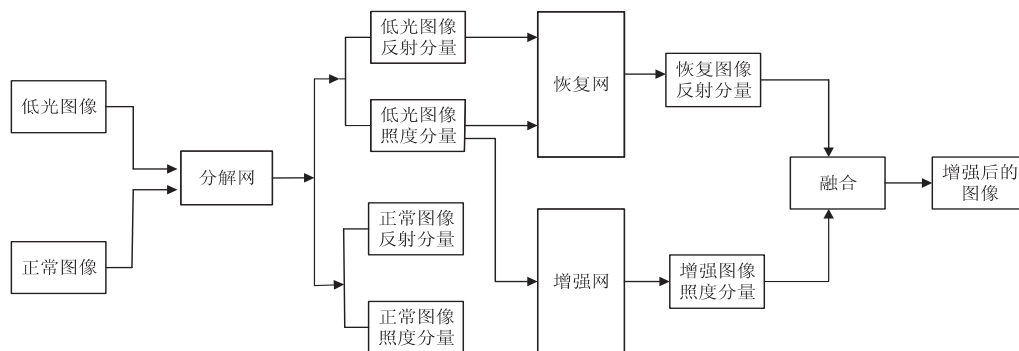 低光图像
正常图像
分解网
低光图像
反射分量
低光图像
照度分量
正常图像
反射分量
正常图像
照度分量
恢复网
增强网
恢复图像
反射分量
增强图像
照度分量
融合
增强后的
图像